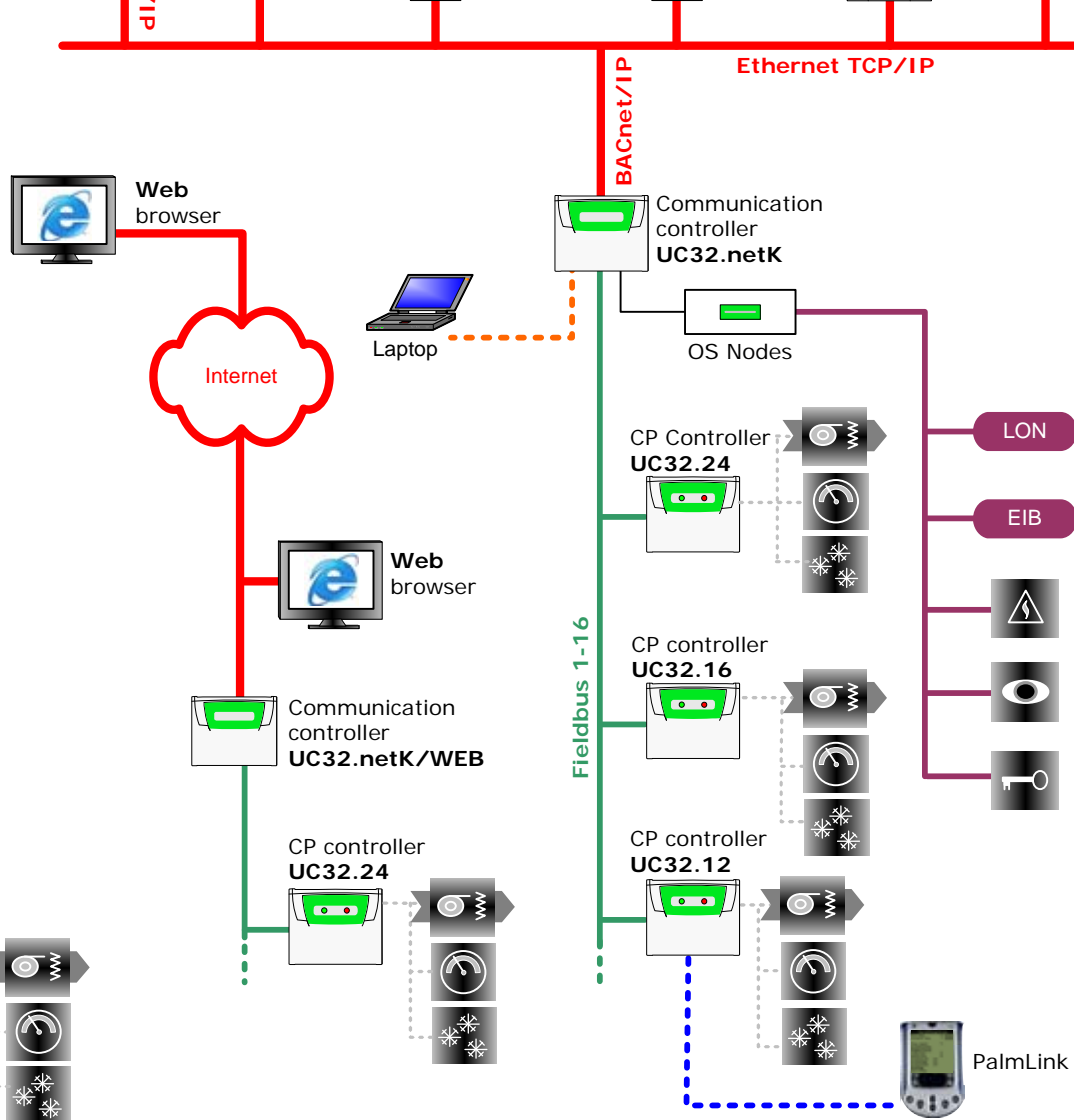 /IP
Ethernet TCP/IP
BACnet/IP
Web
browser
Communication
controller
UC32.netK
Laptop
OS Nodes
Internet
CP Controller
UC32.24
LON
EIB
Web
browser
Fieldbus 1-16
CP controller
UC32.16
Communication
controller
UC32.netK/WEB
CP controller
UC32.24
CP controller
UC32.12
PalmLink